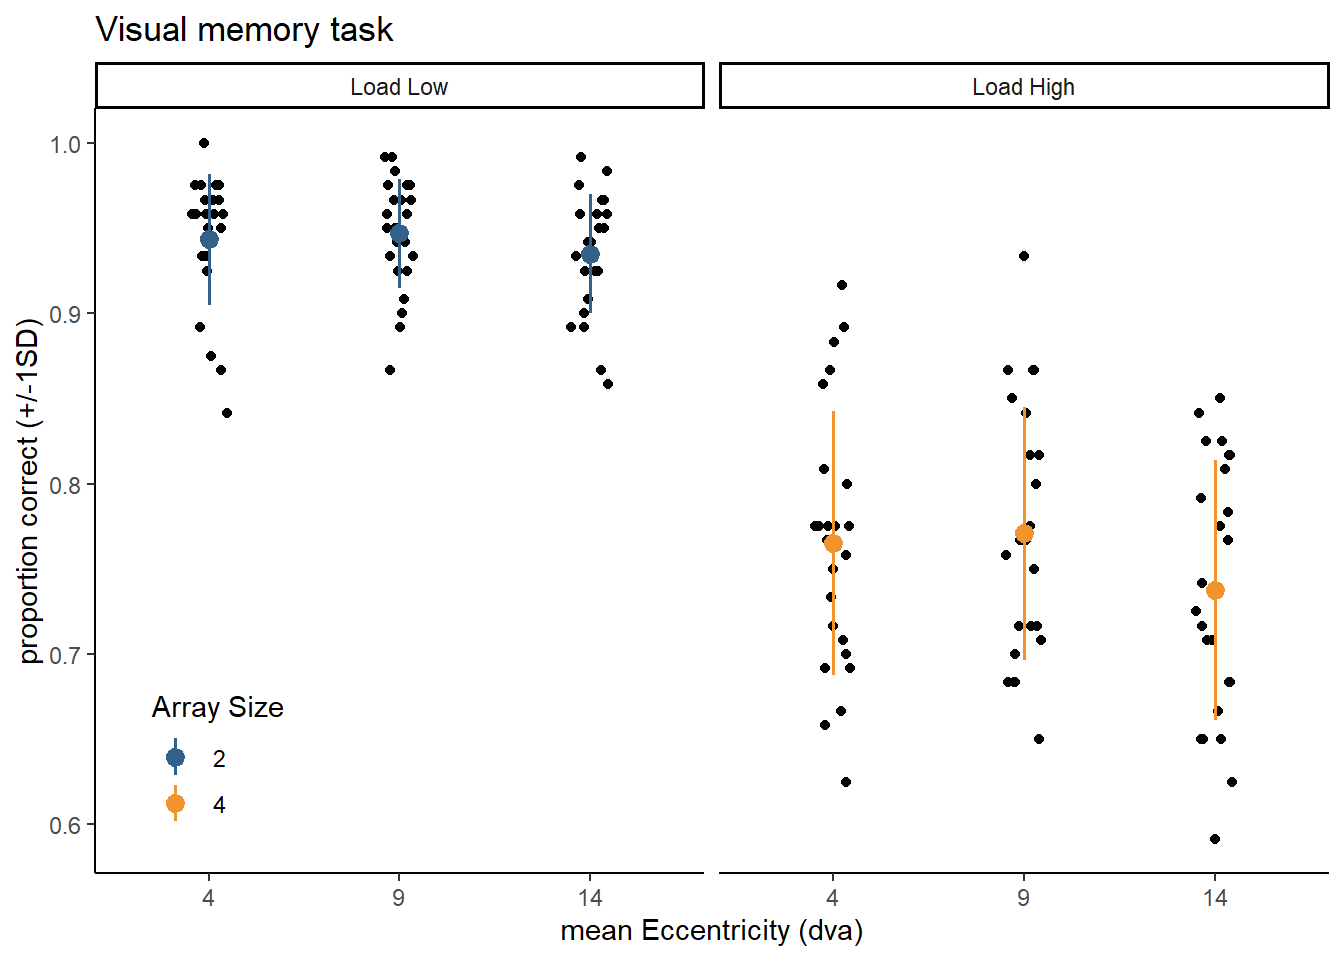 Visual memory task
Load Low
Load High
1.0
0.9
0.8
0.7
0.6
proportion correct (+/-1SD)
Array Size
2
4
4 9 14
4 9 14
mean Eccentricity (dva)